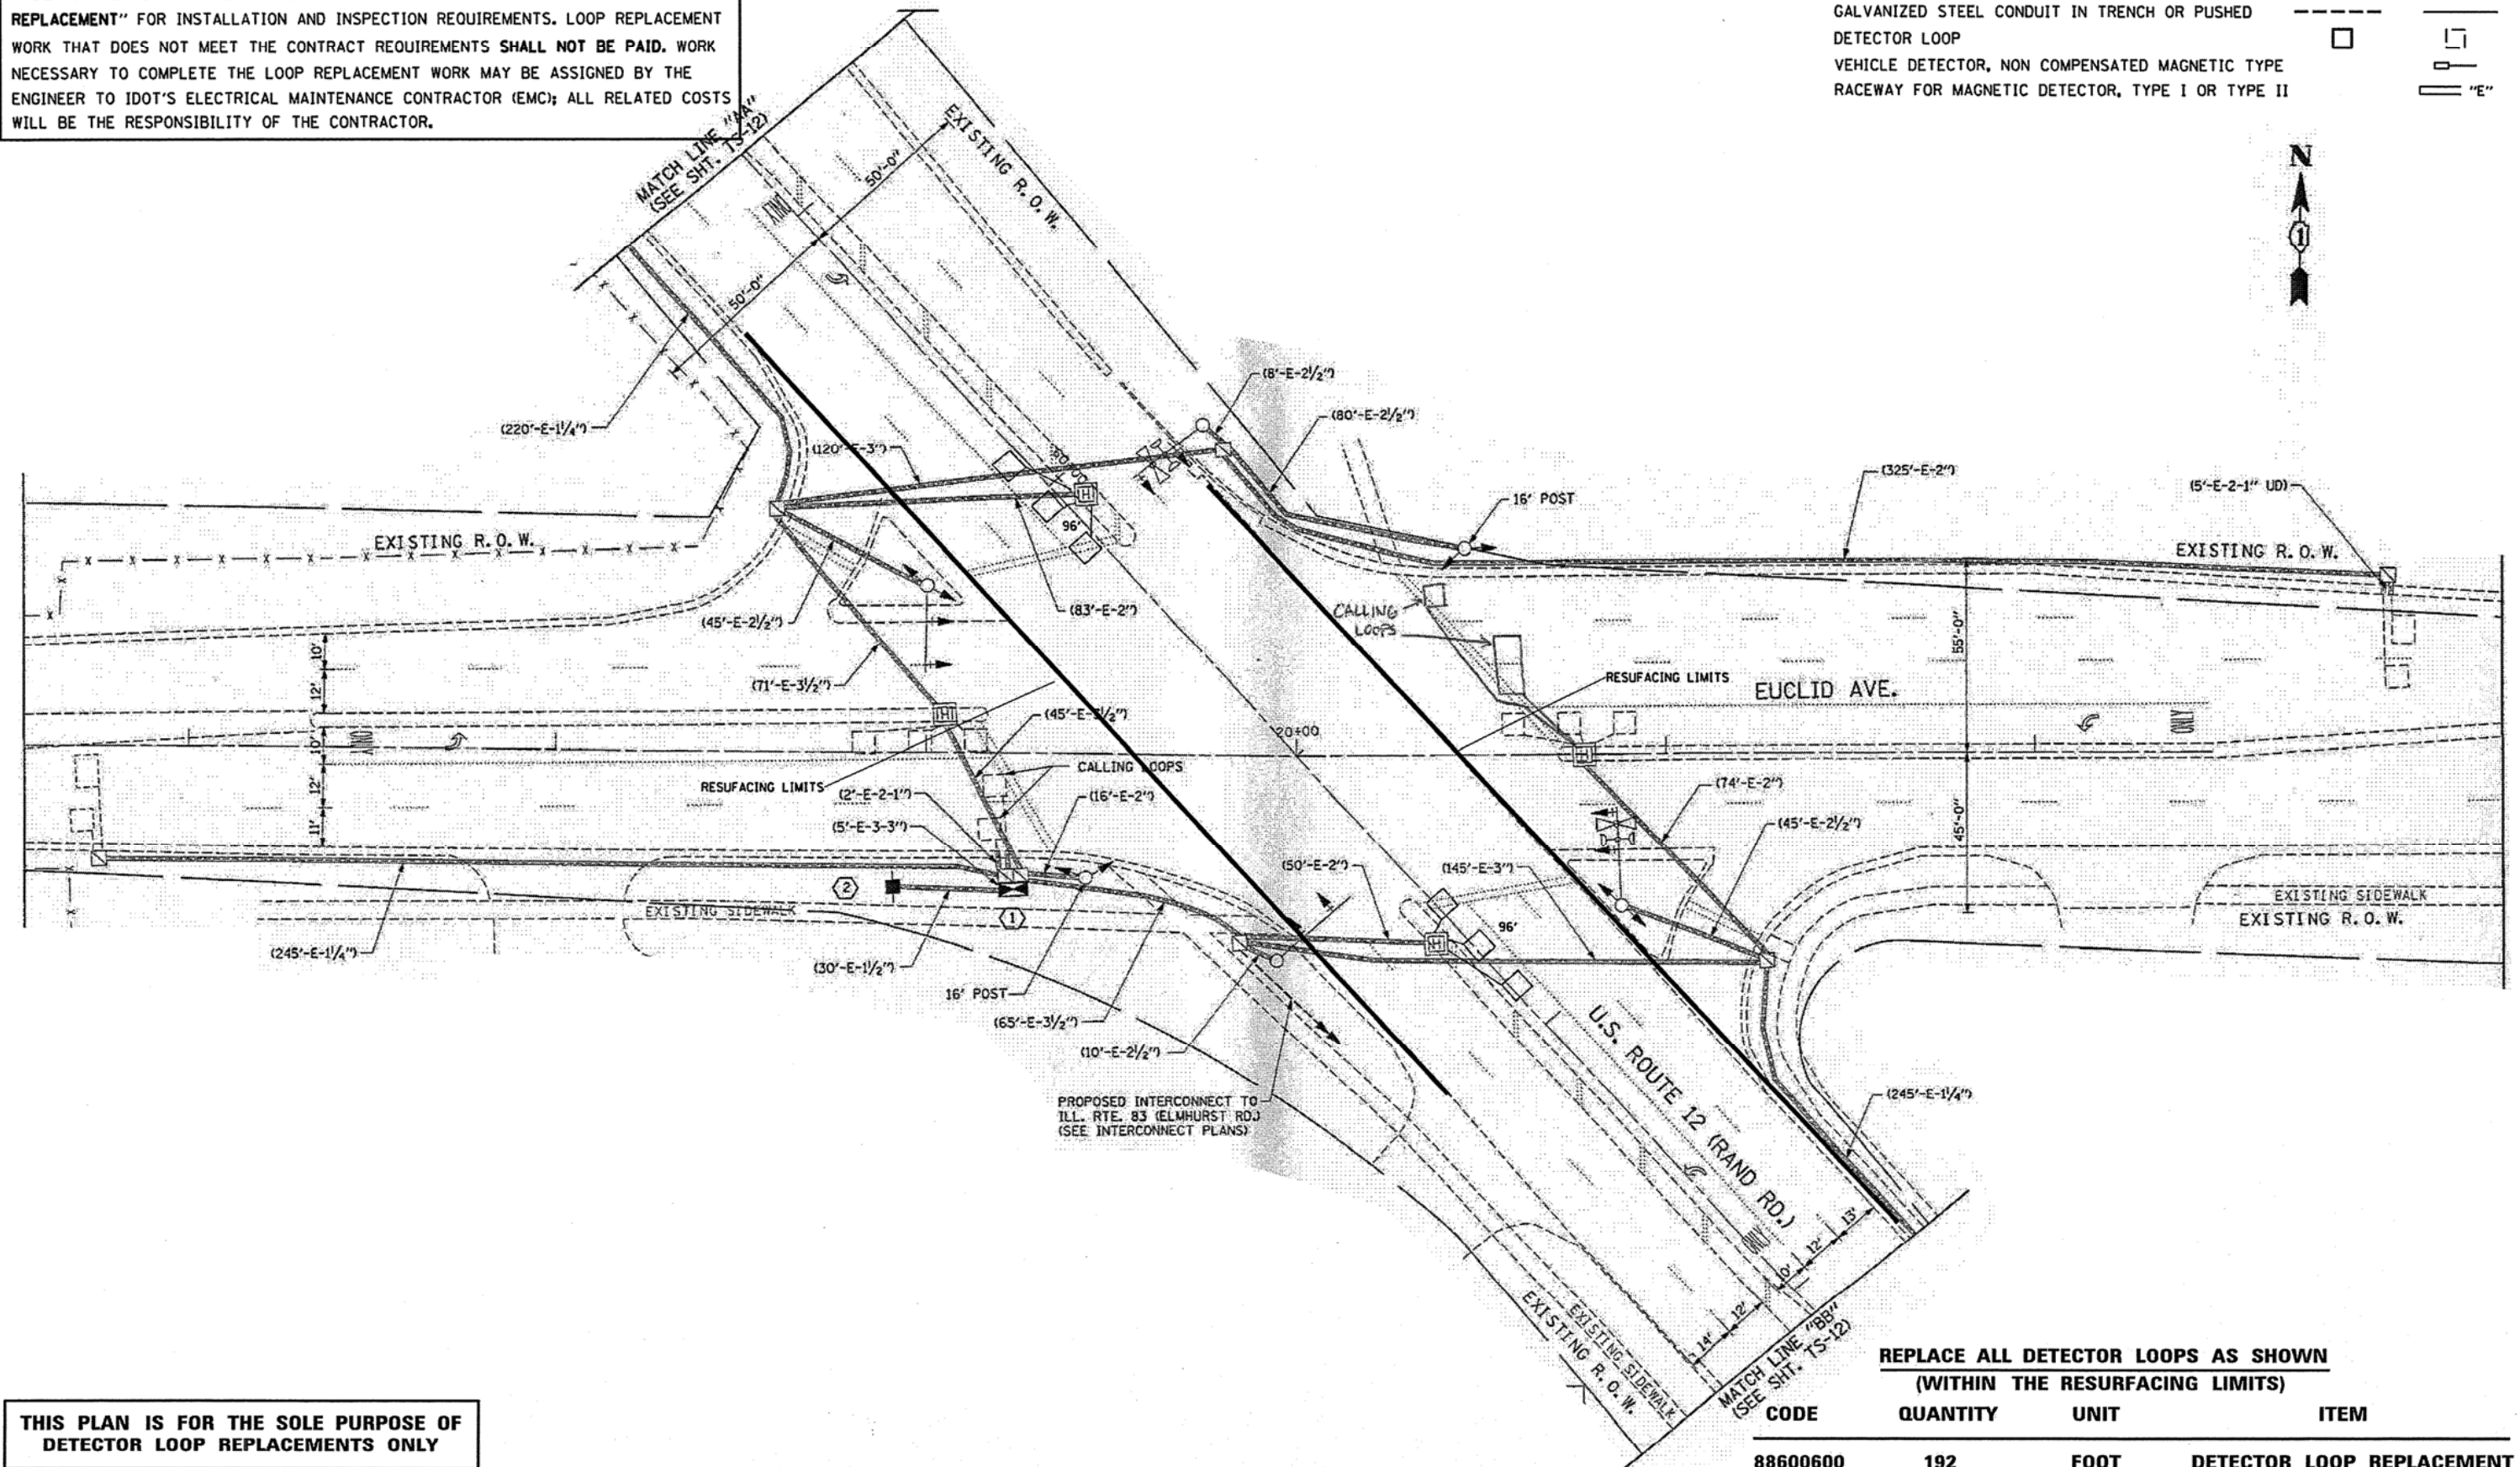 REPLACEMENT" FOR INSTALLATION AND INSPECTION REQUIREMENTS. LOOP REPLACEMENT
WORK THAT DOES NOT MEET THE CONTRACT REQUIREMENTS SHALL NOT BE PAID. WORK
NECESSARY TO COMPLETE THE LOOP REPLACEMENT WORK MAY BE ASSIGNED BY THE
ENGINEER TO IDOT'S ELECTRICAL MAINTENANCE CONTRACTOR (EMC); ALL RELATED COSTS
WILL BE THE RESPONSIBILITY OF THE CONTRACTOR.
GALVANIZED STEEL CONDUIT IN TRENCH OR PUSHED
DETECTOR LOOP
VEHICLE DETECTOR, NON COMPENSATED MAGNETIC TYPE
RACEWAY FOR MAGNETIC DETECTOR, TYPE I OR TYPE II
"E"
N
1
MATCH LINE "AA"
(SEE SHT. TS-12)
EXISTING R.O.W.
50'-0"
ONLY
50'-0"
(220'-E-1¼")
(120'-E-3")
(8'-E-2½")
(80'-E-2½")
(325'-E-2")
(5'-E-2-1" UD)
16' POST
96'
EXISTING R.O.W.
EXISTING R.O.W.
(45'-E-2½")
(83'-E-2")
CALLING
LOOPS
10'
12'
10'
12'
11'
(71'-E-3½")
(45'-E-3½")
RESUFACING LIMITS
EUCLID AVE.
55'-0"
ONLY
ONLY
20+00
CALLING LOOPS
RESUFACING LIMITS
(2'-E-2-1")
(16'-E-2")
(5'-E-3-3")
(74'-E-2")
(45'-E-2½")
45'-0"
(50'-E-2")
(145'-E-3")
2
1
EXISTING SIDEWALK
96'
EXISTING SIDEWALK
EXISTING R.O.W.
(245'-E-1¼")
(30'-E-1½")
16' POST
(65'-E-3½")
(10'-E-2½")
PROPOSED INTERCONNECT TO
ILL. RTE. 83 (ELMHURST RD.)
(SEE INTERCONNECT PLANS)
U.S. ROUTE 12 (RAND RD.)
(245'-E-1¼")
ONLY
13'
12'
10'
12'
14'
EXISTING SIDEWALK
EXISTING R.O.W.
MATCH LINE "BB"
(SEE SHT. TS-12)
REPLACE ALL DETECTOR LOOPS AS SHOWN
(WITHIN THE RESURFACING LIMITS)
CODE QUANTITY UNIT ITEM
88600600 192 FOOT DETECTOR LOOP REPLACEMENT
THIS PLAN IS FOR THE SOLE PURPOSE OF
DETECTOR LOOP REPLACEMENTS ONLY